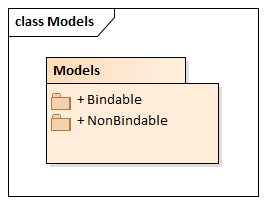 class Models
Models
+ Bindable
+ NonBindable